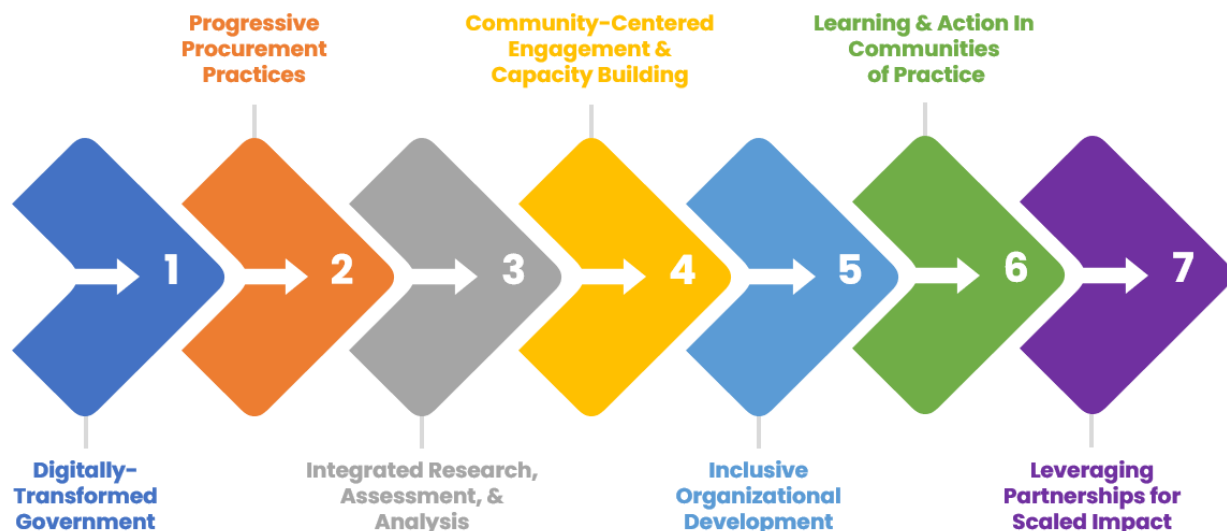 Progressive
Procurement
Practices
Community-Centered
Engagement &
Capacity Building
Learning & Action In
Communities
of Practice
1
2
3
4
5
6
7
Digitally-
Transformed
Government
Integrated Research,
Assessment, &
Analysis
Inclusive
Organizational
Development
Leveraging
Partnerships for
Scaled Impact